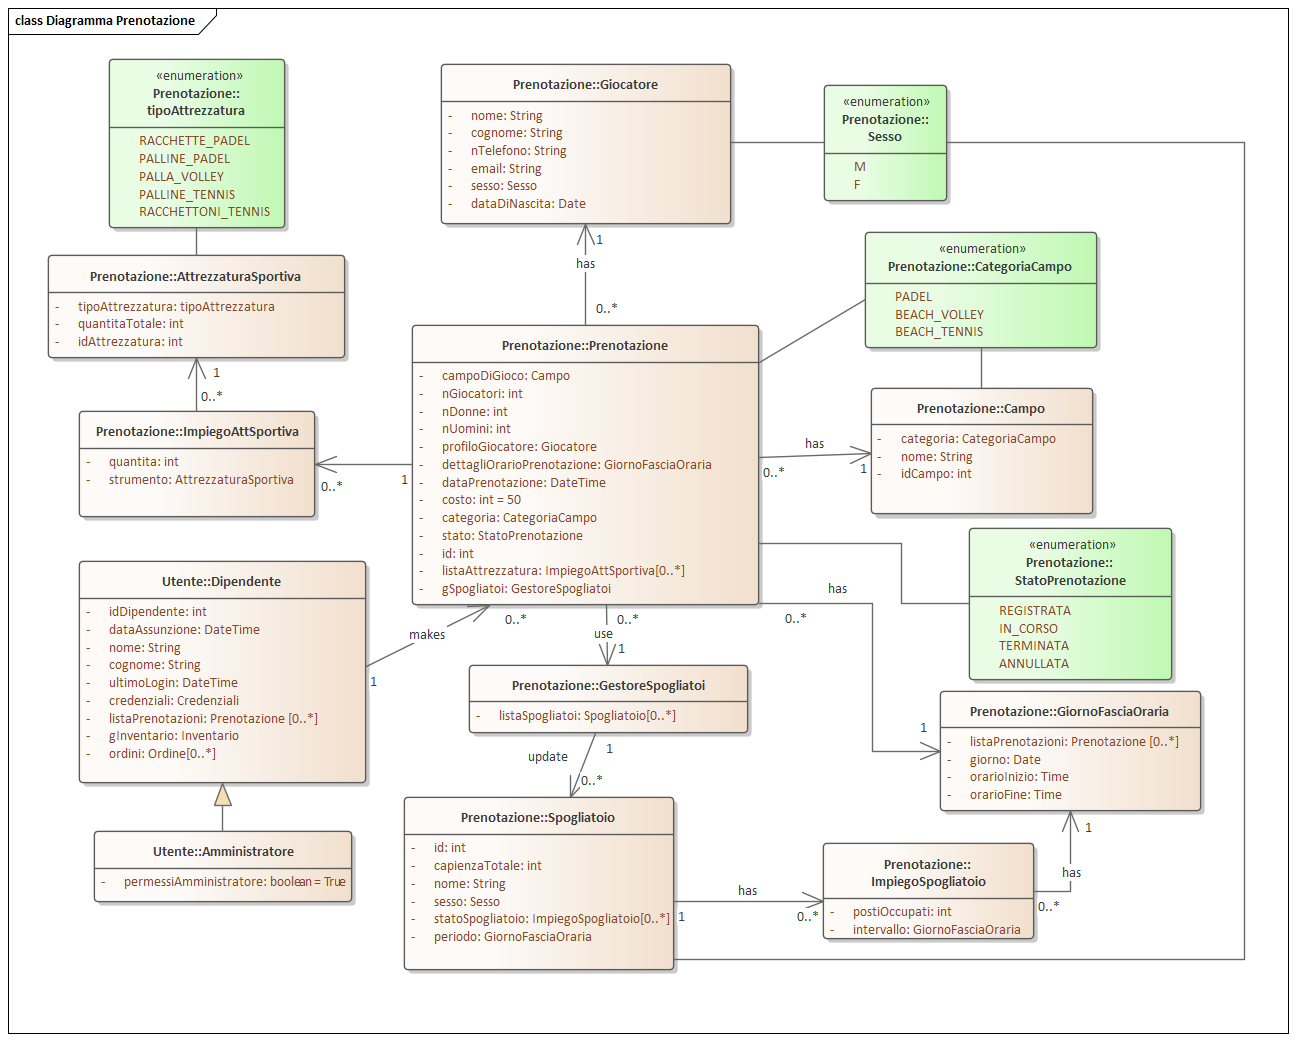 class Diagramma Prenotazione
«enumeration»
Prenotazione::
tipoAttrezzatura
RACCHETTE_PADEL
PALLINE_PADEL
PALLA_VOLLEY
PALLINE_TENNIS
RACCHETTONI_TENNIS
Prenotazione::Giocatore
- nome: String
- cognome: String
- nTelefono: String
- email: String
- sesso: Sesso
- dataDiNascita: Date
«enumeration»
Prenotazione::
Sesso
M
F
1
has
0..*
Prenotazione::AttrezzaturaSportiva
- tipoAttrezzatura: tipoAttrezzatura
- quantitaTotale: int
- idAttrezzatura: int
1
0..*
«enumeration»
Prenotazione::CategoriaCampo
PADEL
BEACH_VOLLEY
BEACH_TENNIS
Prenotazione::Prenotazione
- campoDiGioco: Campo
- nGiocatori: int
- nDonne: int
- nUomini: int
- profiloGiocatore: Giocatore
- dettagliOrarioPrenotazione: GiornoFasciaOraria
- dataPrenotazione: DateTime
- costo: int = 50
- categoria: CategoriaCampo
- stato: StatoPrenotazione
- id: int
- listaAttrezzatura: ImpiegoAttSportiva[0..*]
- gSpogliatoi: GestoreSpogliatoi
Prenotazione::ImpiegoAttSportiva
- quantita: int
- strumento: AttrezzaturaSportiva
0..*
1
has
0..*
1
Prenotazione::Campo
- categoria: CategoriaCampo
- nome: String
- idCampo: int
«enumeration»
Prenotazione::
StatoPrenotazione
REGISTRATA
IN_CORSO
TERMINATA
ANNULLATA
Utente::Dipendente
- idDipendente: int
- dataAssunzione: DateTime
- nome: String
- cognome: String
- ultimoLogin: DateTime
- credenziali: Credenziali
- listaPrenotazioni: Prenotazione [0..*]
- gInventario: Inventario
- ordini: Ordine[0..*]
makes
1
0..*
0..*
use
1
has
0..*
1
Prenotazione::GestoreSpogliatoi
- listaSpogliatoi: Spogliatoio[0..*]
Prenotazione::GiornoFasciaOraria
- listaPrenotazioni: Prenotazione [0..*]
- giorno: Date
- orarioInizio: Time
- orarioFine: Time
update
1
0..*
Utente::Amministratore
- permessiAmministratore: boolean = True
Prenotazione::Spogliatoio
- id: int
- capienzaTotale: int
- nome: String
- sesso: Sesso
- statoSpogliatoio: ImpiegoSpogliatoio[0..*]
- periodo: GiornoFasciaOraria
has
1
0..*
Prenotazione::
ImpiegoSpogliatoio
- postiOccupati: int
- intervallo: GiornoFasciaOraria
1
has
0..*